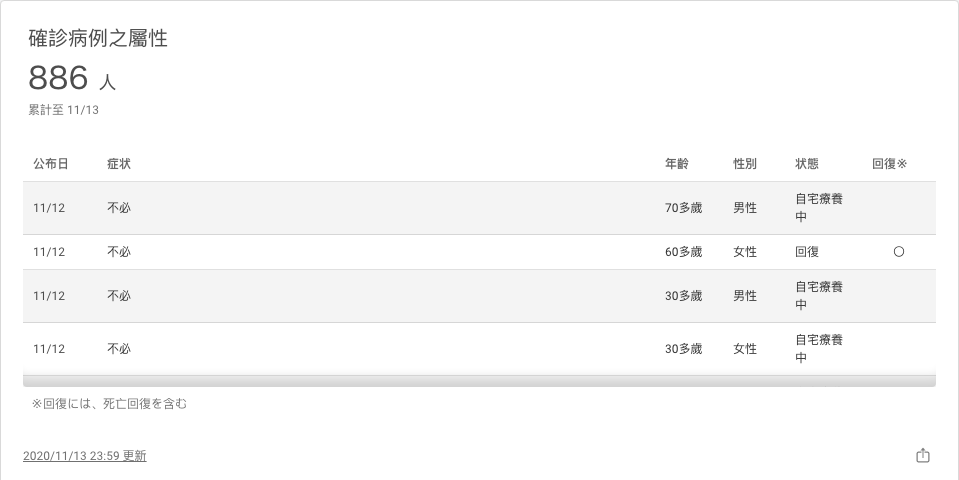 確診病例之屬性
886 人
累計至 11/13
公布日 症状 年齢 性別 状態 回復※
11/12 不必 70多歲 男性 自宅療養
中
11/12 不必 60多歲 女性 回復 〇
11/12 不必 30多歲 男性 自宅療養
中
11/12 不必 30多歲 女性 自宅療養
中
※回復には、死亡回復を含む
2020/11/13 23:59 更新